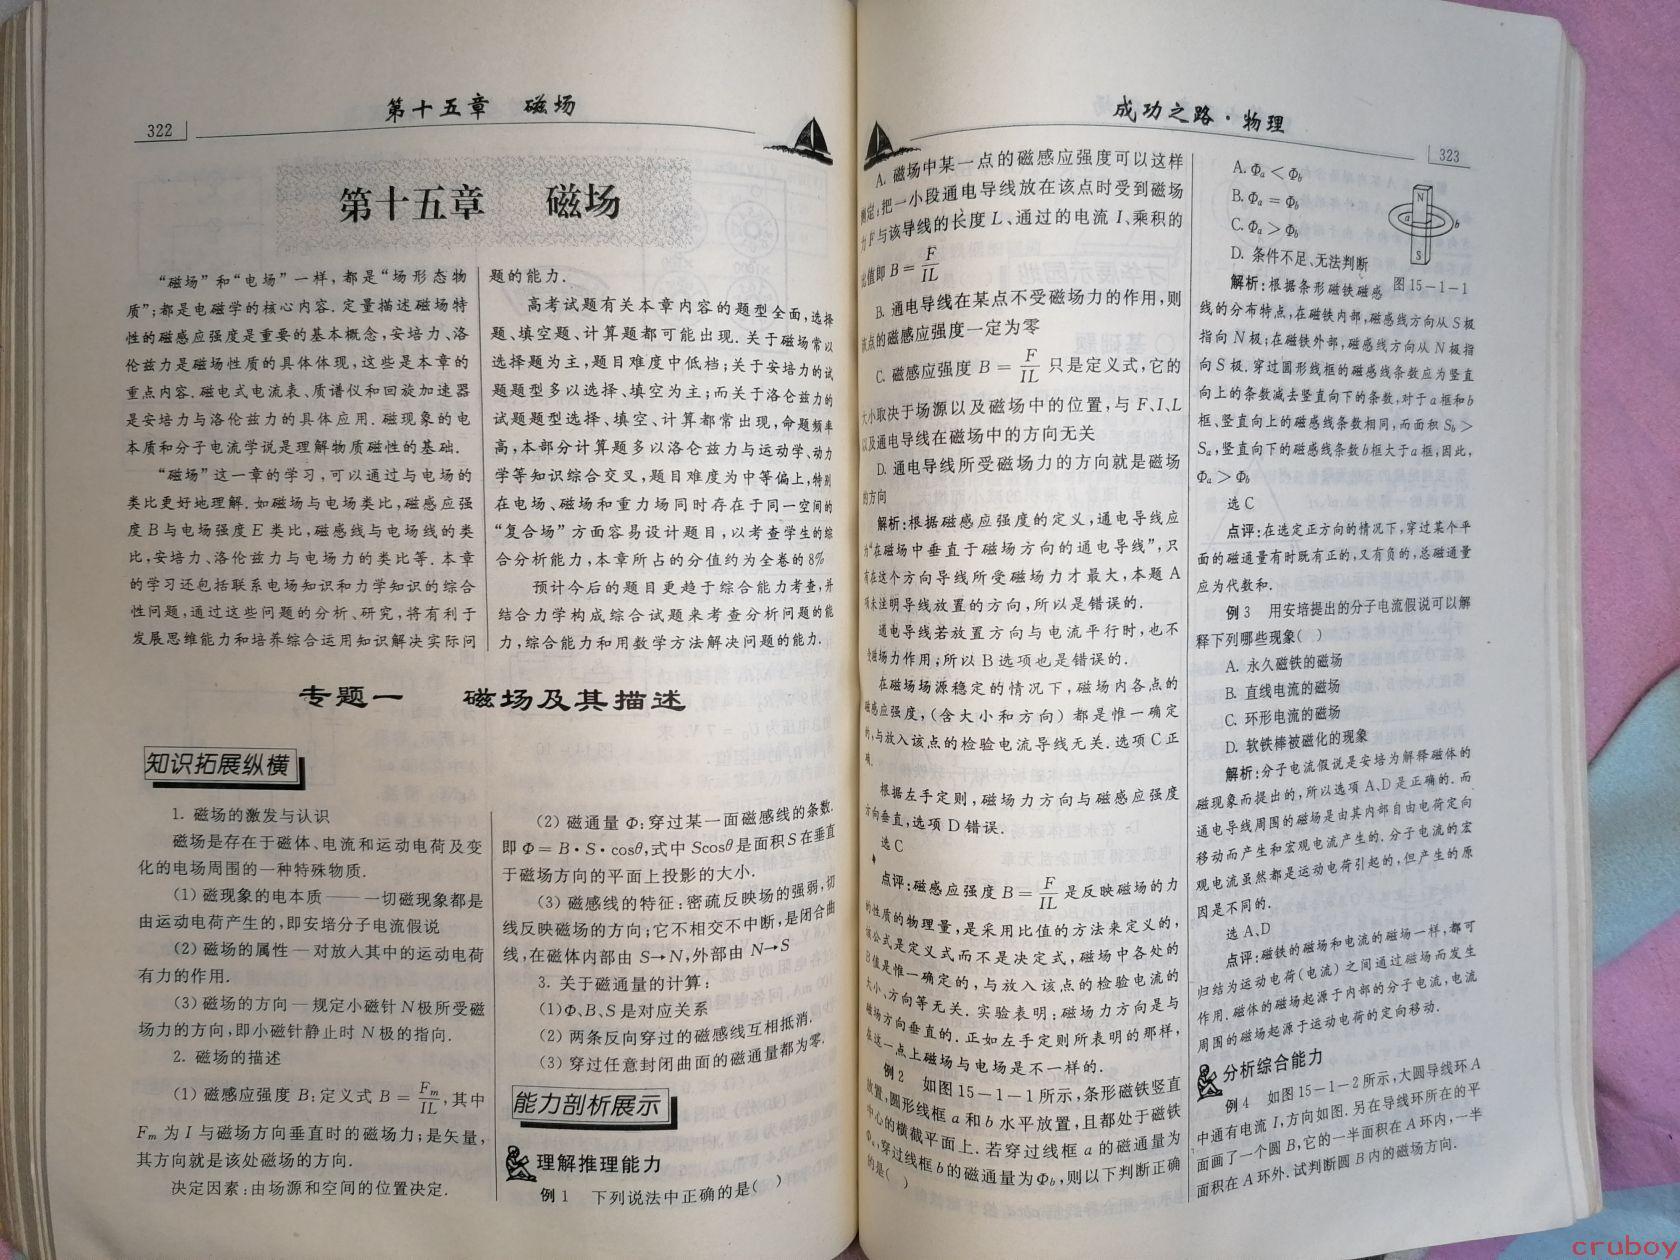 第十五章 磁场
322
第十五章 磁场
“磁场”和“电场”一样,都是“场形态物
质”;都是电磁学的核心内容.定量描述磁场特
性的磁感应强度是重要的基本概念,安培力、洛
伦兹力是磁场性质的具体体现,这些是本章的
重点内容.磁电式电流表、质谱仪和回旋加速器
是安培力与洛伦兹力的具体应用.磁现象的电
本质和分子电流学说是理解物质磁性的基础.
“磁场”这一章的学习,可以通过与电场的
类比更好地理解.如磁场与电场类比,磁感应强
度B与电场强度E类比,磁感线与电场线的类
比,安培力、洛伦兹力与电场力的类比等.本章
的学习还包括联系电场知识和力学知识的综合
性问题;通过这些问题的分析、研究,将有利于
发展思维能力和培养综合运用知识解决实际问
题的能力.
高考试题有关本章内容的题型全面,选择
题、填空题、计算题都可能出现.关于磁场常以
选择题为主,题目难度中低档;关于安培力的试
题题型多以选择、填空为主;而关于洛仑兹力的
试题题型选择、填空、计算都常出现,命题频率
高,本部分计算题多以洛仑兹力与运动学、动力
学等知识综合交叉,题目难度为中等偏上,特别
在电场、磁场和重力场同时存在于同一空间的
“复合场”方面容易设计题目,以考查学生的综
合分析能力,本章所占的分值约为全卷的8%
预计今后的题目更趋于综合能力考查,并
结合力学构成综合试题来考查分析问题的能
力,综合能力和用数学方法解决问题的能力.
专题一 磁场及其描述
知识拓展纵横
1. 磁场的激发与认识
磁场是存在于磁体、电流和运动电荷及变
化的电场周围的一种特殊物质.
(1) 磁现象的电本质——一切磁现象都是
由运动电荷产生的,即安培分子电流假说
(2) 磁场的属性—对放入其中的运动电荷
有力的作用.
(3) 磁场的方向—规定小磁针N极所受磁
场力的方向,即小磁针静止时N极的指向.
2. 磁场的描述
(1) 磁感应强度B:定义式 B = Fm/IL,其中
Fm 为 I 与磁场方向垂直时的磁场力;是矢量,
其方向就是该处磁场的方向.
决定因素:由场源和空间的位置决定.
(2) 磁通量Φ:穿过某一面磁感线的条数.
即Φ=B·S·cosθ,式中Scosθ是面积S在垂直
于磁场方向的平面上投影的大小.
(3) 磁感线的特征:密疏反映场的强弱,切
线反映磁场的方向;它不相交不中断,是闭合曲
线,在磁体内部由 S→N,外部由 N→S
3. 关于磁通量的计算:
(1)Φ、B、S是对应关系
(2) 两条反向穿过的磁感线互相抵消.
(3) 穿过任意封闭曲面的磁通量都为零.
能力剖析展示
理解推理能力
例1 下列说法中正确的是( )
成功之路·物理
323
A. 磁场中某一点的磁感应强度可以这样
测定:把一小段通电导线放在该点时受到磁场
力F与该导线的长度L、通过的电流I、乘积的
比值即 B = F/IL
B. 通电导线在某点不受磁场力的作用,则
该点的磁感应强度一定为零
C. 磁感应强度 B = F/IL 只是定义式,它的
大小取决于场源以及磁场中的位置,与F、I、L
以及通电导线在磁场中的方向无关
D. 通电导线所受磁场力的方向就是磁场
的方向
解析:根据磁感应强度的定义,通电导线应
为“在磁场中垂直于磁场方向的通电导线”,只
有在这个方向导线所受磁场力才最大,本题A
项未注明导线放置的方向,所以是错误的.
通电导线若放置方向与电流平行时,也不
受磁场力作用;所以B选项也是错误的.
在磁场场源稳定的情况下,磁场内各点的
磁感应强度,(含大小和方向)都是惟一确定
的,与放入该点的检验电流导线无关.选项C正
确.
根据左手定则,磁场力方向与磁感应强度
方向垂直,选项D错误.
选C
点评:磁感应强度 B = F/IL 是反映磁场的力
的性质的物理量,是采用比值的方法来定义的,
该公式是定义式而不是决定式,磁场中各处的
B值是惟一确定的,与放入该点的检验电流的
大小、方向等无关.实验表明:磁场力方向是与
磁场方向垂直的.正如左手定则所表明的那样,
在这一点上磁场与电场是不一样的.
例2 如图15-1-1所示,条形磁铁竖直
放置,圆形线框a和b水平放置,且都处于磁铁
中心的横截平面上.若穿过线框a的磁通量为
Φa,穿过线框b的磁通量为Φb,则以下判断正确
的是( )
A. Φa < Φb
B. Φa = Φb
C. Φa > Φb
D. 条件不足、无法判断
N
a
b
S
图15-1-1
解析:根据条形磁铁磁感
线的分布特点,在磁铁内部,磁感线方向从S极
指向N极;在磁铁外部,磁感线方向从N极指
向S极.穿过圆形线框的磁感线条数应为竖直
向上的条数减去竖直向下的条数,对于a框和b
框、竖直向上的磁感线条数相同,而面积Sb>
Sa,竖直向下的磁感线条数b框大于a框,因此,
Φa > Φb
选C
点评:在选定正方向的情况下,穿过某个平
面的磁通量有时既有正的,又有负的,总磁通量
应为代数和.
例3 用安培提出的分子电流假说可以解
释下列哪些现象( )
A. 永久磁铁的磁场
B. 直线电流的磁场
C. 环形电流的磁场
D. 软铁棒被磁化的现象
解析:分子电流假说是安培为解释磁体的
磁现象而提出的,所以选项A、D是正确的.而
通电导线周围的磁场是由其内部自由电荷定向
移动而产生和宏观电流产生的.分子电流的宏
观电流虽然都是运动电荷引起的,但产生的原
因是不同的.
选A、D
点评:磁铁的磁场和电流的磁场一样,都可
归结为运动电荷(电流)之间通过磁场而发生
作用.磁体的磁场起源于内部的分子电流,电流
周围的磁场起源于运动电荷的定向移动.
分析综合能力
例4 如图15-1-2所示,大圆导线环A
中通有电流I,方向如图.另在导线环所在的平
面画了一个圆B,它的一半面积在A环内,一半
面积在A环外.试判断圆B内的磁场方向.
cruboy